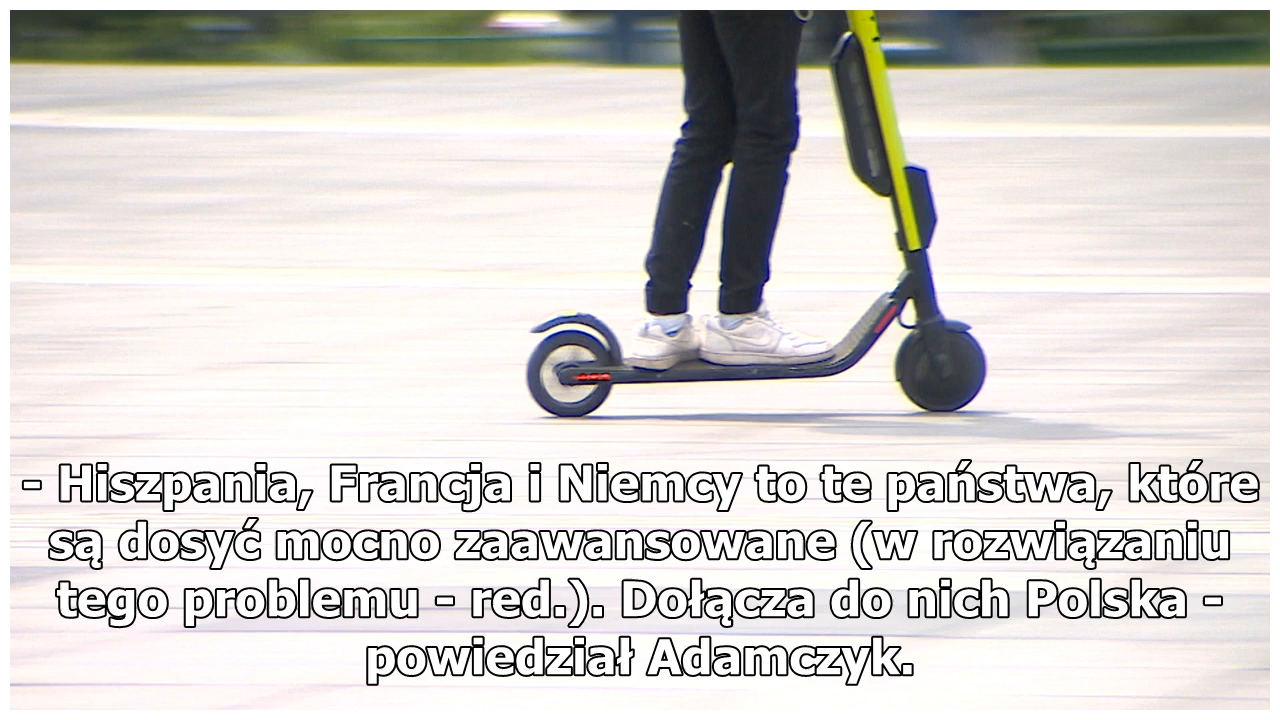 - Hiszpania, Francja i Niemcy to te państwa, które
są dosyć mocno zaawansowane (w rozwiązaniu
tego problemu - red.). Dołącza do nich Polska -
powiedział Adamczyk.